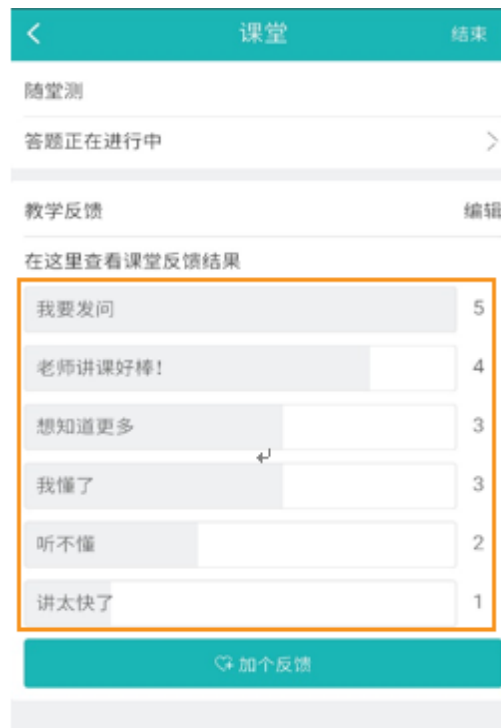 课堂 结束
随堂测
答题正在进行中
教学反馈 编辑
在这里查看课堂反馈结果
我要发问 5
老师讲课好棒! 4
想知道更多 3
我懂了 3
听不懂 2
讲太快了 1
加个反馈